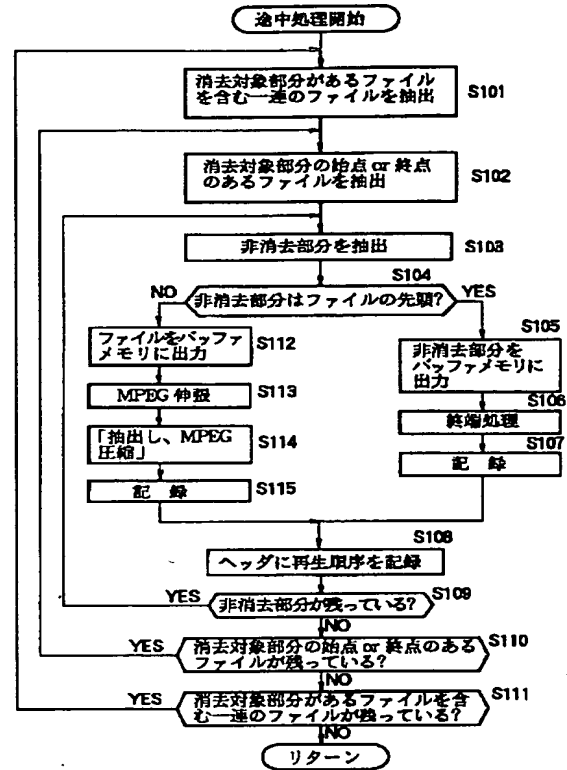 途中処理開始
消去対象部分があるファイル
を含む一連のファイルを抽出
S101
消去対象部分の始点 or 終点
のあるファイルを抽出
S102
非消去部分を抽出
S103
S104
NO
非消去部分はファイルの先頭?
YES
ファイルをバッファ
メモリに出力
S112
S105
非消去部分を
バッファメモリに
出力
MPEG 伸張
S113
S106
終端処理
「抽出し、MPEG
圧縮」
S114
S107
記 録
記 録
S115
S108
ヘッダに再生順序を記録
YES
非消去部分が残っている?
S109
NO
YES
消去対象部分の始点 or 終点のある
ファイルが残っている?
S110
NO
YES
消去対象部分があるファイルを含
む一連のファイルが残っている?
S111
NO
リターン